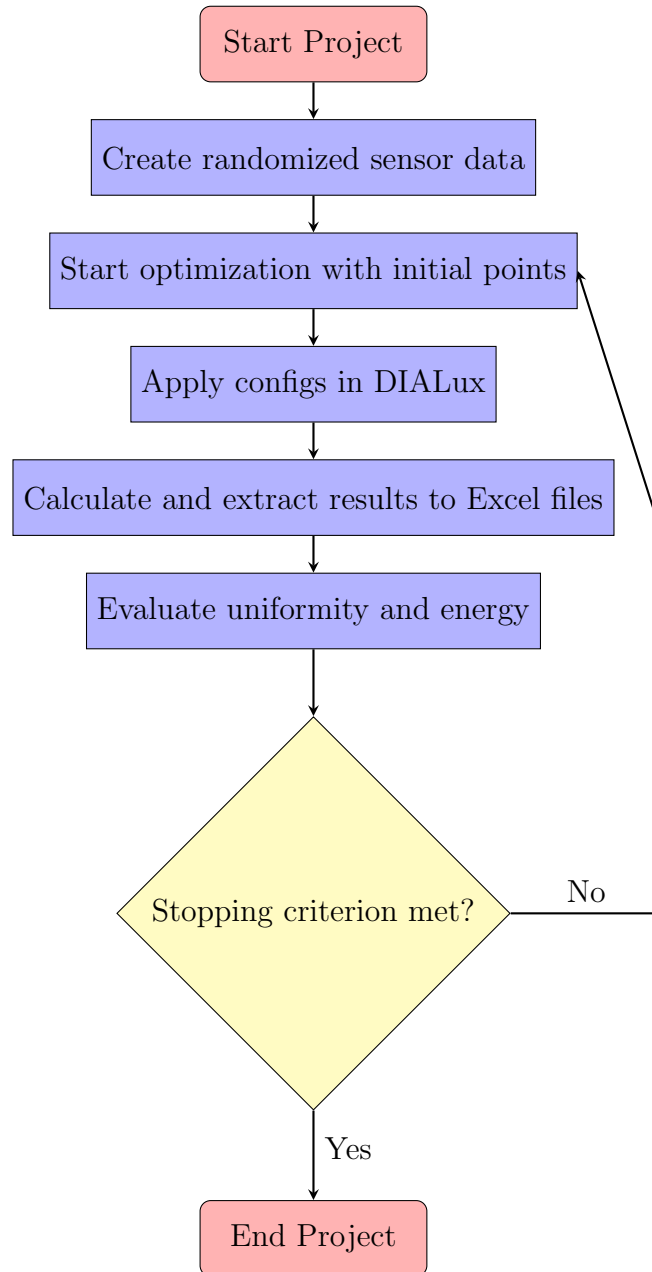 Start Project
Create randomized sensor data
Start optimization with initial points
Apply configs in DIALux
Calculate and extract results to Excel files
Evaluate uniformity and energy
Stopping criterion met?
No
Yes
End Project